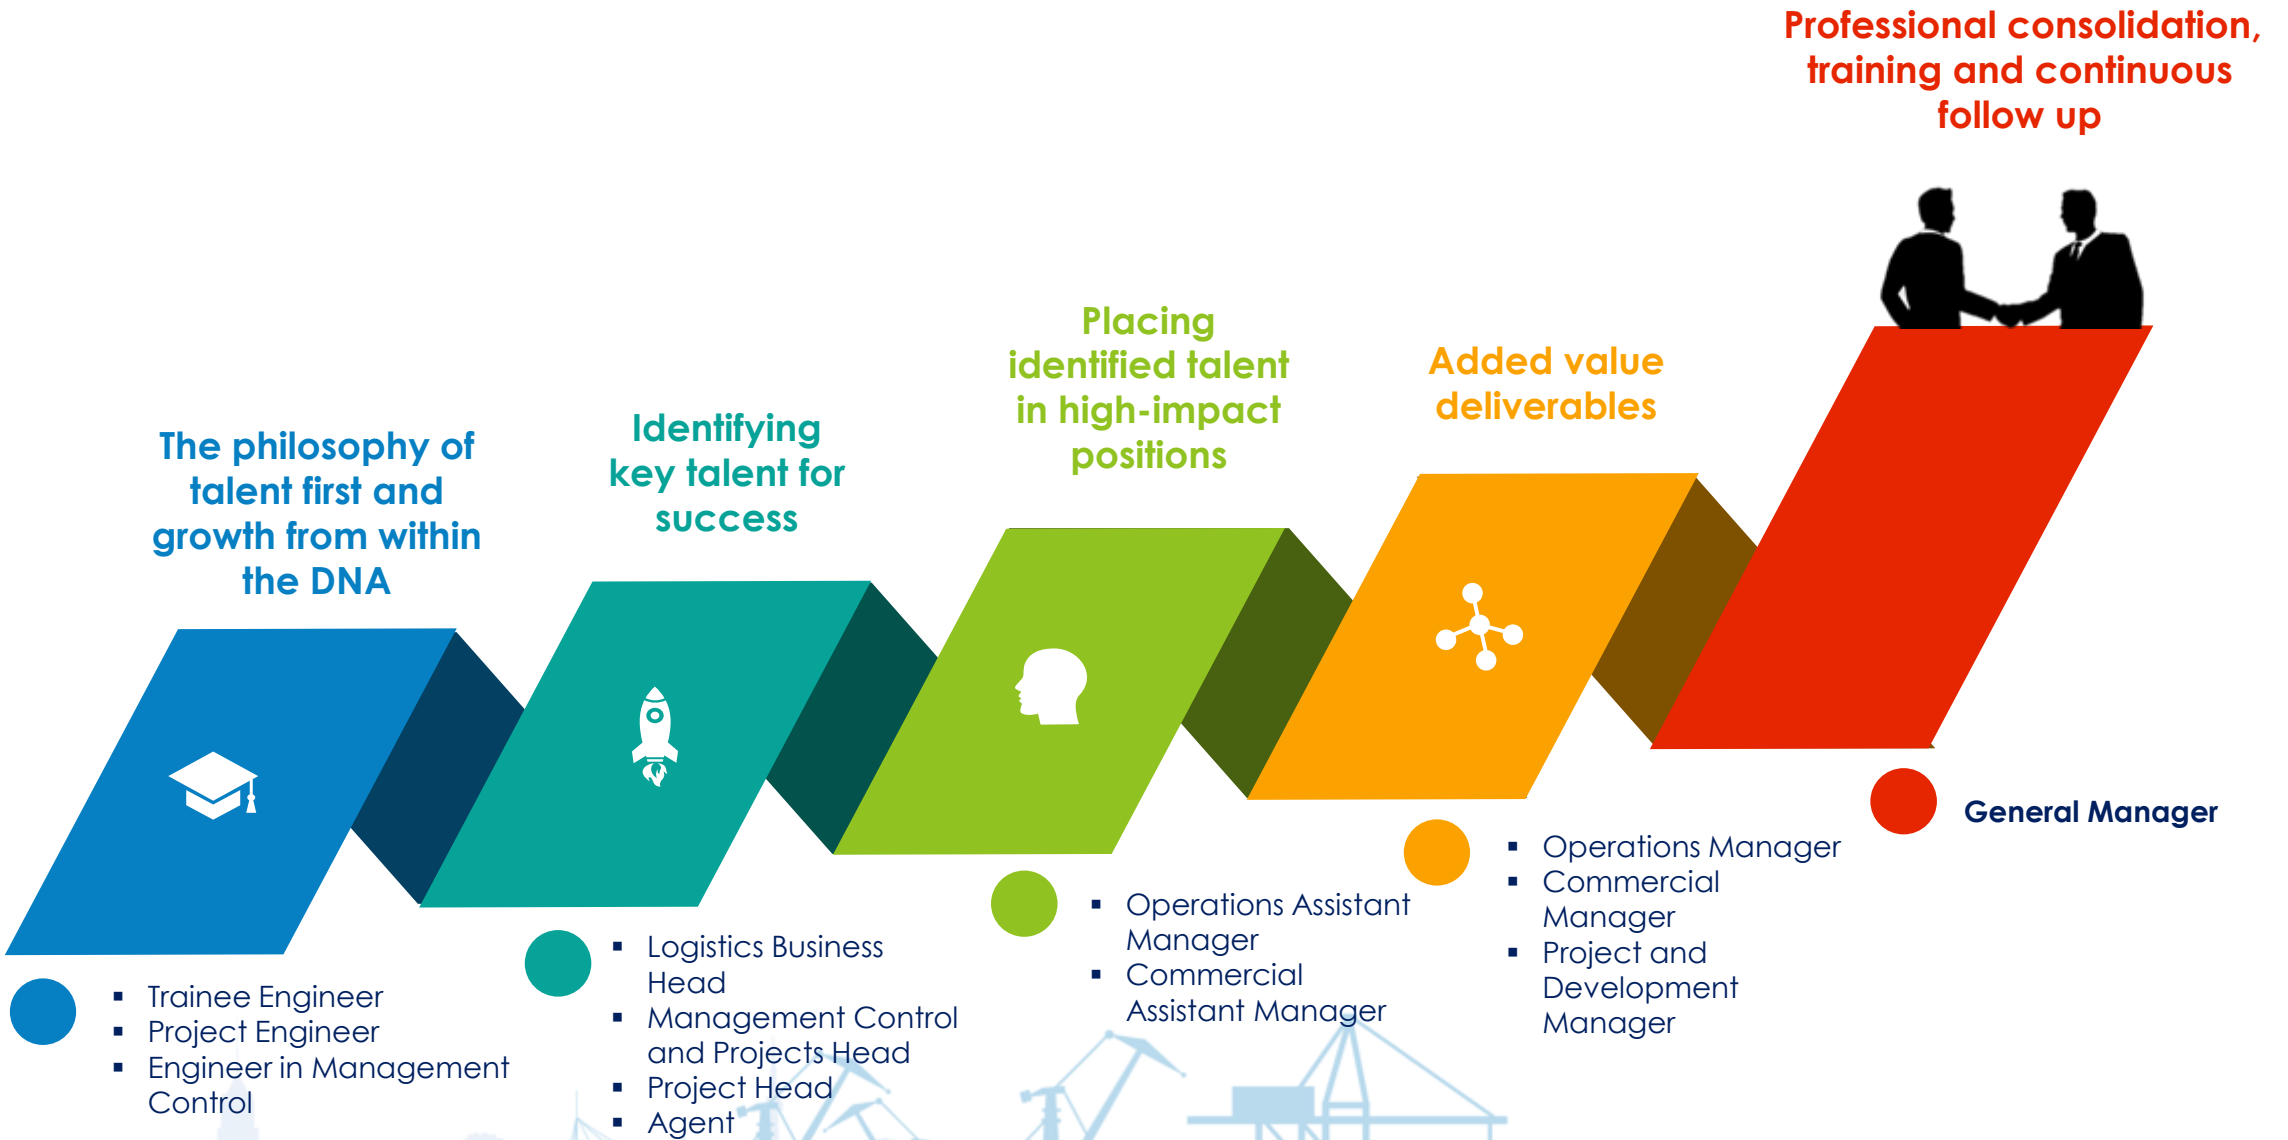 Professional consolidation,
training and continuous
follow up
Placing
identified talent
in high-impact
positions
Added value
deliverables
Identifying
key talent for
success
The philosophy of
talent first and
growth from within
the DNA
General Manager
▪ Operations Manager
▪ Commercial
Manager
▪ Project and
Development
Manager
▪ Operations Assistant
Manager
▪ Commercial
Assistant Manager
▪ Logistics Business
Head
▪ Management Control
and Projects Head
▪ Project Head
▪ Agent
▪ Trainee Engineer
▪ Project Engineer
▪ Engineer in Management
Control